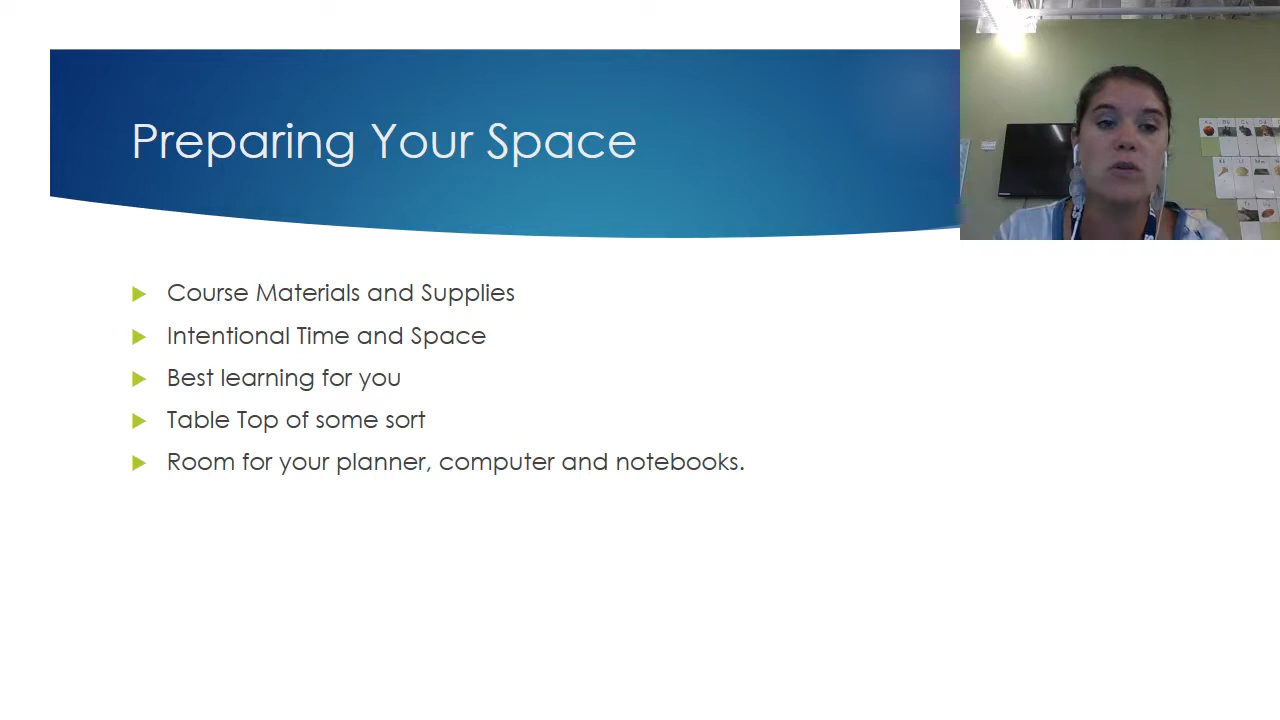 Preparing Your Space
Course Materials and Supplies
Intentional Time and Space
Best learning for you
Table Top of some sort
Room for your planner, computer and notebooks.